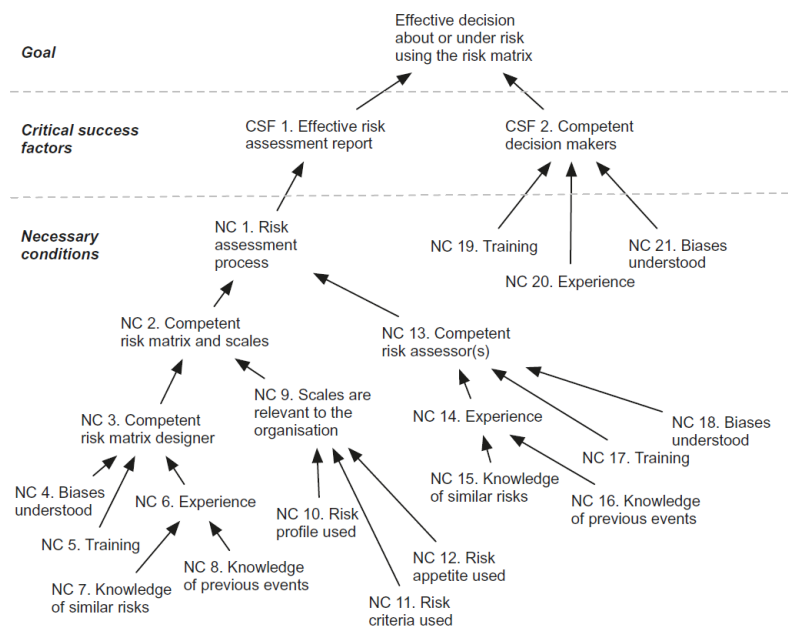 Goal
Effective decision
about or under risk
using the risk matrix
Critical success
factors
CSF 1. Effective risk
assessment report
CSF 2. Competent
decision makers
Necessary
conditions
NC 1. Risk
assessment
process
NC 19. Training
NC 20. Experience
NC 21. Biases
understood
NC 2. Competent
risk matrix and scales
NC 13. Competent
risk assessor(s)
NC 3. Competent
risk matrix designer
NC 9. Scales are
relevant to the
organisation
NC 14. Experience
NC 18. Biases
understood
NC 17. Training
NC 4. Biases
understood
NC 5. Training
NC 6. Experience
NC 7. Knowledge
of similar risks
NC 8. Knowledge
of previous events
NC 10. Risk
profile used
NC 12. Risk
appetite used
NC 11. Risk
criteria used
NC 15. Knowledge
of similar risks
NC 16. Knowledge
of previous events